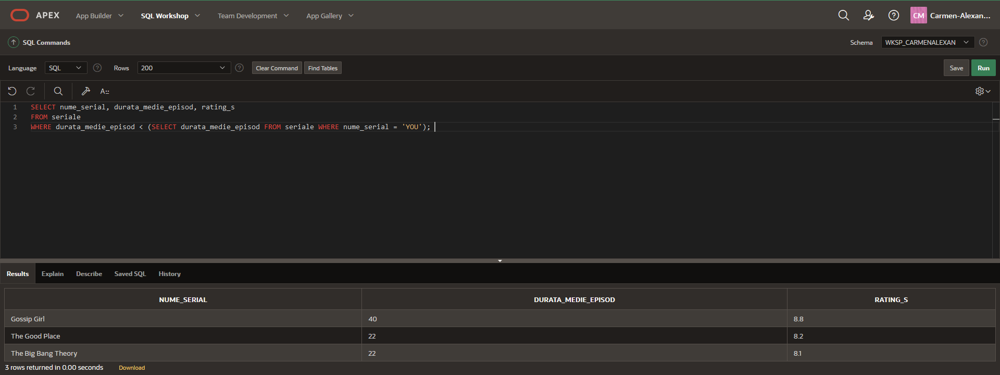 APEX App Builder SQL Workshop Team Development App Gallery CM Carmen-Alexan...
SQL Commands Schema WKSP_CARMENALEXAN
Language SQL Rows 200 Clear Command Find Tables Save Run
A::
1 SELECT nume_serial, durata_medie_episod, rating_s
2 FROM seriale
3 WHERE durata_medie_episod < (SELECT durata_medie_episod FROM seriale WHERE nume_serial = 'YOU');
Results Explain Describe Saved SQL History
NUME_SERIAL DURATA_MEDIE_EPISOD RATING_S
Gossip Girl 40 8.8
The Good Place 22 8.2
The Big Bang Theory 22 8.1
3 rows returned in 0.00 seconds Download